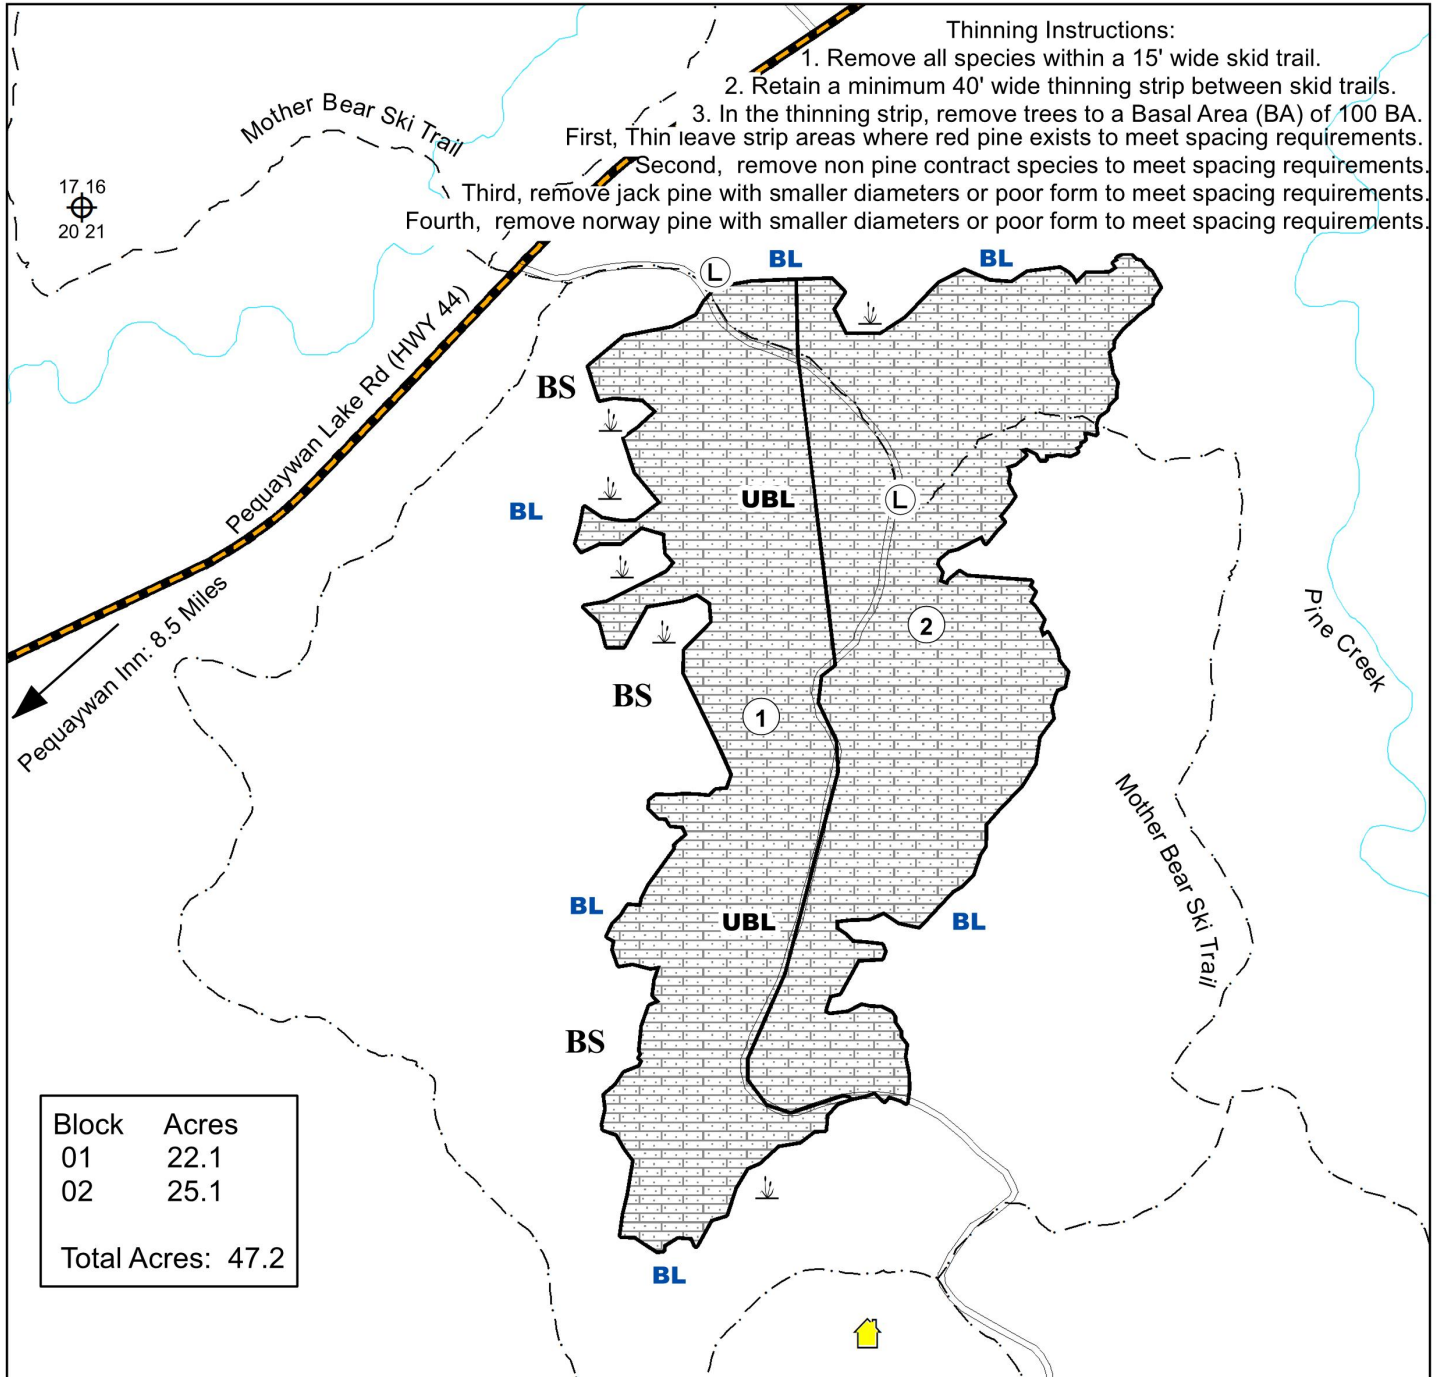 Thinning Instructions:
1. Remove all species within a 15' wide skid trail.
2. Retain a minimum 40' wide thinning strip between skid trails.
3. In the thinning strip, remove trees to a Basal Area (BA) of 100 BA.
First, Thin leave strip areas where red pine exists to meet spacing requirements.
Second, remove non pine contract species to meet spacing requirements.
Third, remove jack pine with smaller diameters or poor form to meet spacing requirements.
Fourth, remove norway pine with smaller diameters or poor form to meet spacing requirements.
Mother Bear Ski Trail
17 16
20 21
BL
BL
L
Pequaywan Lake Rd (HWY 44)
BS
BL
UBL
L
Pequaywan Inn: 8.5 Miles
2
Pine Creek
BS
1
Mother Bear Ski Trail
BL
UBL
BL
BS
Block Acres
01 22.1
02 25.1
Total Acres: 47.2
BL